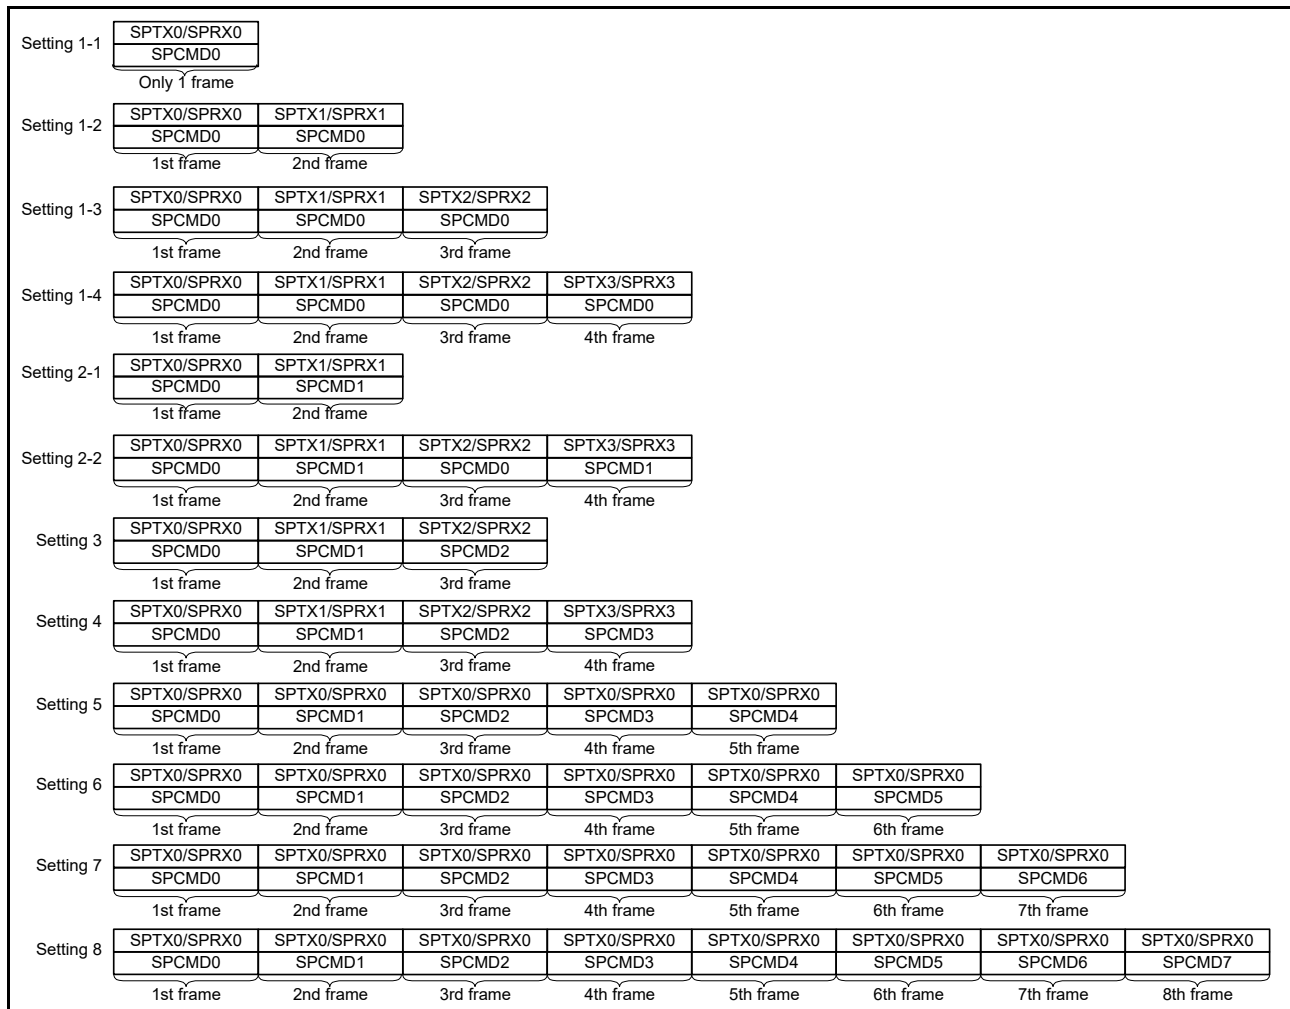 Setting 1-1
SPTX0/SPRX0
SPCMD0
Only 1 frame
Setting 1-2
SPTX0/SPRX0 SPTX1/SPRX1
SPCMD0 SPCMD0
1st frame 2nd frame
Setting 1-3
SPTX0/SPRX0 SPTX1/SPRX1 SPTX2/SPRX2
SPCMD0 SPCMD0 SPCMD0
1st frame 2nd frame 3rd frame
Setting 1-4
SPTX0/SPRX0 SPTX1/SPRX1 SPTX2/SPRX2 SPTX3/SPRX3
SPCMD0 SPCMD0 SPCMD0 SPCMD0
1st frame 2nd frame 3rd frame 4th frame
Setting 2-1
SPTX0/SPRX0 SPTX1/SPRX1
SPCMD0 SPCMD1
1st frame 2nd frame
Setting 2-2
SPTX0/SPRX0 SPTX1/SPRX1 SPTX2/SPRX2 SPTX3/SPRX3
SPCMD0 SPCMD1 SPCMD0 SPCMD1
1st frame 2nd frame 3rd frame 4th frame
Setting 3
SPTX0/SPRX0 SPTX1/SPRX1 SPTX2/SPRX2
SPCMD0 SPCMD1 SPCMD2
1st frame 2nd frame 3rd frame
Setting 4
SPTX0/SPRX0 SPTX1/SPRX1 SPTX2/SPRX2 SPTX3/SPRX3
SPCMD0 SPCMD1 SPCMD2 SPCMD3
1st frame 2nd frame 3rd frame 4th frame
Setting 5
SPTX0/SPRX0 SPTX0/SPRX0 SPTX0/SPRX0 SPTX0/SPRX0 SPTX0/SPRX0
SPCMD0 SPCMD1 SPCMD2 SPCMD3 SPCMD4
1st frame 2nd frame 3rd frame 4th frame 5th frame
Setting 6
SPTX0/SPRX0 SPTX0/SPRX0 SPTX0/SPRX0 SPTX0/SPRX0 SPTX0/SPRX0 SPTX0/SPRX0
SPCMD0 SPCMD1 SPCMD2 SPCMD3 SPCMD4 SPCMD5
1st frame 2nd frame 3rd frame 4th frame 5th frame 6th frame
Setting 7
SPTX0/SPRX0 SPTX0/SPRX0 SPTX0/SPRX0 SPTX0/SPRX0 SPTX0/SPRX0 SPTX0/SPRX0 SPTX0/SPRX0
SPCMD0 SPCMD1 SPCMD2 SPCMD3 SPCMD4 SPCMD5 SPCMD6
1st frame 2nd frame 3rd frame 4th frame 5th frame 6th frame 7th frame
Setting 8
SPTX0/SPRX0 SPTX0/SPRX0 SPTX0/SPRX0 SPTX0/SPRX0 SPTX0/SPRX0 SPTX0/SPRX0 SPTX0/SPRX0 SPTX0/SPRX0
SPCMD0 SPCMD1 SPCMD2 SPCMD3 SPCMD4 SPCMD5 SPCMD6 SPCMD7
1st frame 2nd frame 3rd frame 4th frame 5th frame 6th frame 7th frame 8th frame